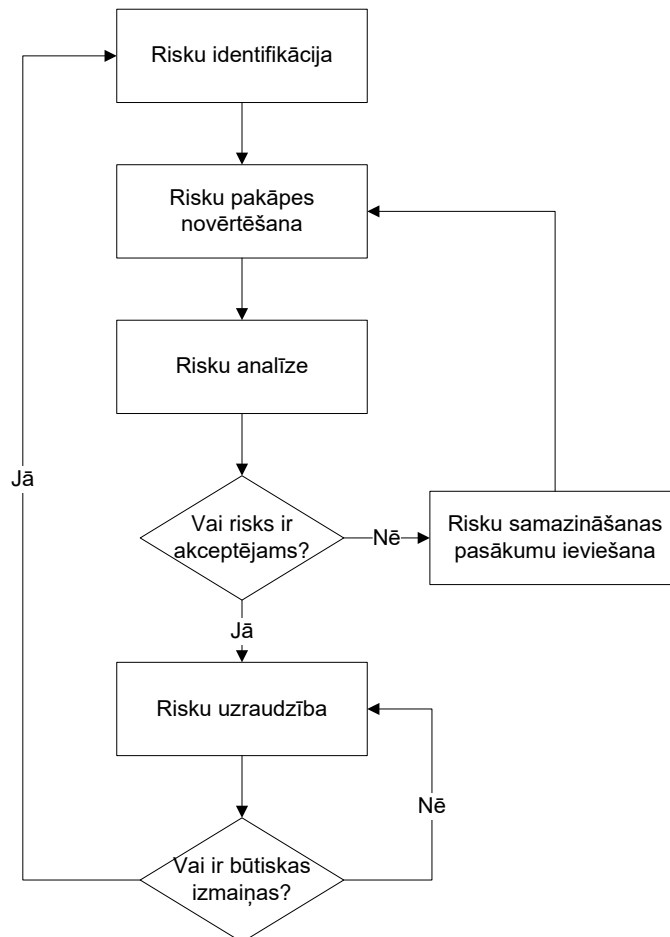 Risku identifikācija
Risku pakāpes
novērtēšana
Risku analīze
Jā
Vai risks ir
akceptējams?
Nē
Risku samazināšanas
pasākumu ieviešana
Jā
Risku uzraudzība
Nē
Vai ir būtiskas
izmaiņas?